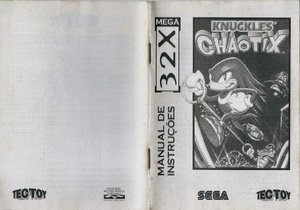 TECTOY
MANUAL DE
INSTRUÇÕES
MEGA
32X
KNUCKLES'
CHAOTIX
SEGA
TECTOY